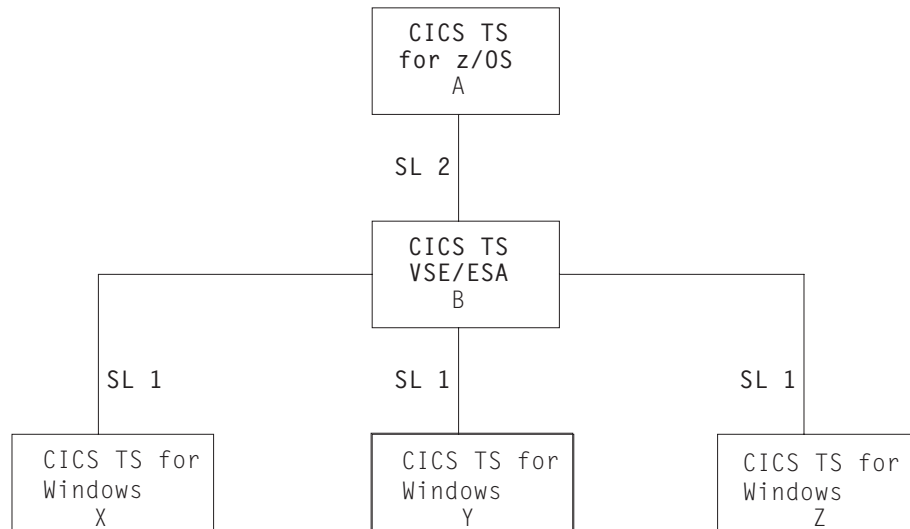 CICS TS
for z/OS
A
SL 2
CICS TS
VSE/ESA
B
SL 1
SL 1
SL 1
CICS TS for
Windows
X
CICS TS for
Windows
Y
CICS TS for
Windows
Z